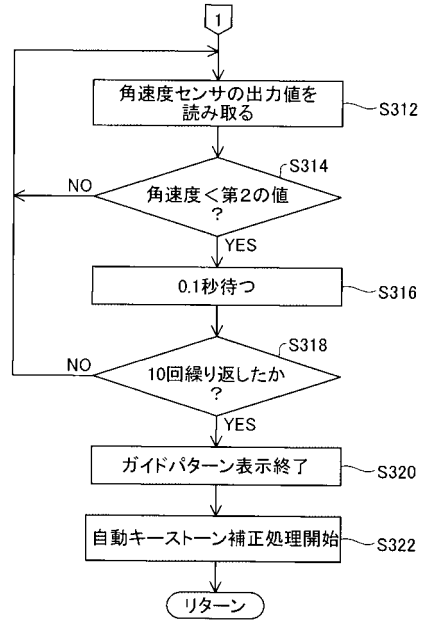 1
角速度センサの出力値を
読み取る
S312
S314
NO
角速度<第2の値
?
YES
0.1秒待つ
S316
S318
NO
10回繰り返したか
?
YES
ガイドパターン表示終了
S320
自動キーストーン補正処理開始
S322
リターン